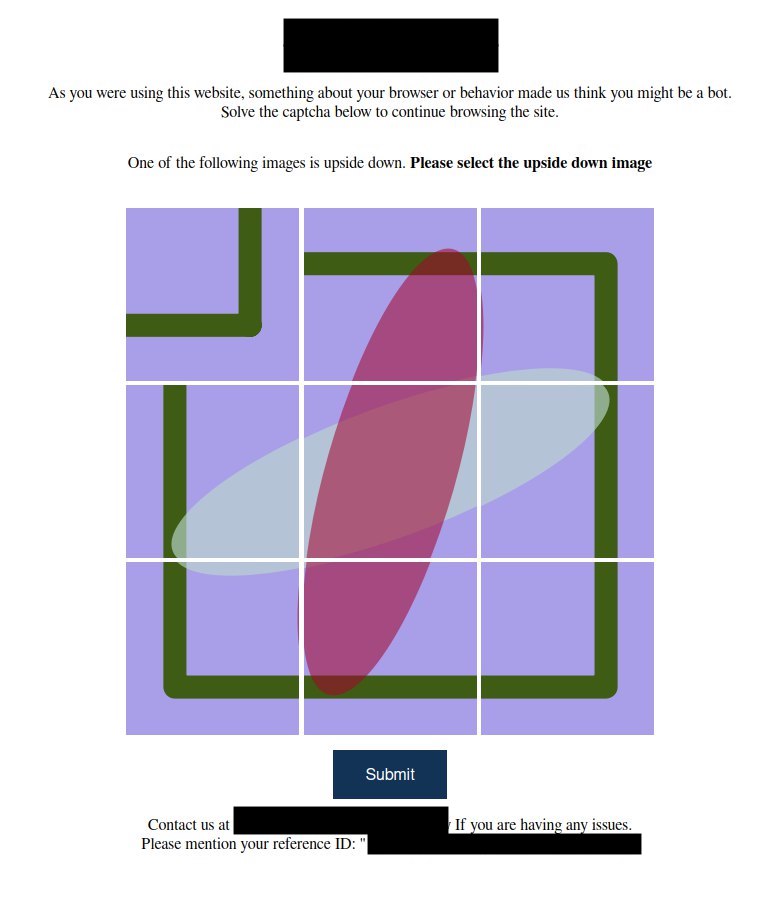 As you were using this website, something about your browser or behavior made us think you might be a bot.
Solve the captcha below to continue browsing the site.
One of the following images is upside down. Please select the upside down image
Submit
Contact us at If you are having any issues.
Please mention your reference ID: "